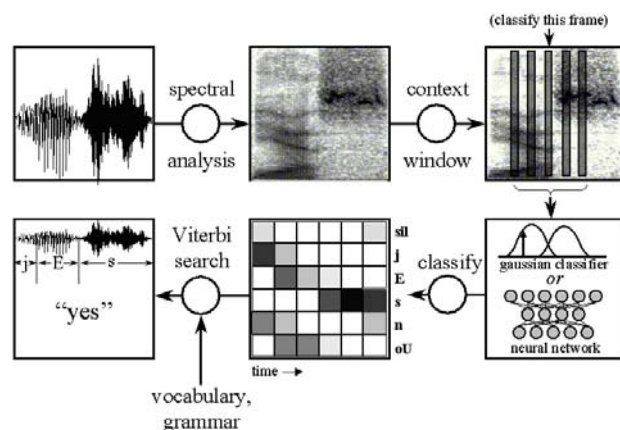 (classify this frame)
spectral
analysis
context
window
j E s
"yes"
Viterbi
search
vocabulary,
grammar
sil
j
E
s
n
oU
time →
classify
gaussian classifier
or
neural network